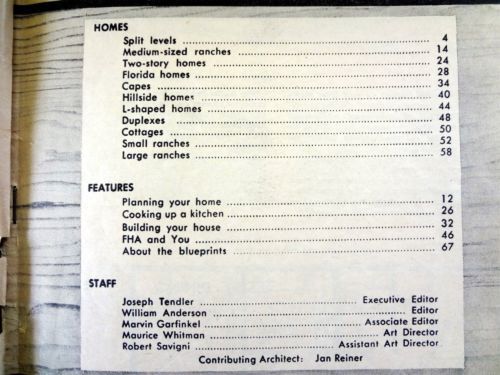 HOMES
Split levels 4
Medium-sized ranches 14
Two-story homes 24
Florida homes 28
Capes 34
Hillside homes 40
L-shaped homes 44
Duplexes 48
Cottages 50
Small ranches 52
Large ranches 58
FEATURES
Planning your home 12
Cooking up a kitchen 26
Building your house 32
FHA and You 46
About the blueprints 67
STAFF
Joseph Tendler Executive Editor
William Anderson Editor
Marvin Garfinkel Associate Editor
Maurice Whitman Art Director
Robert Savigni Assistant Art Director
Contributing Architect: Jan Reiner